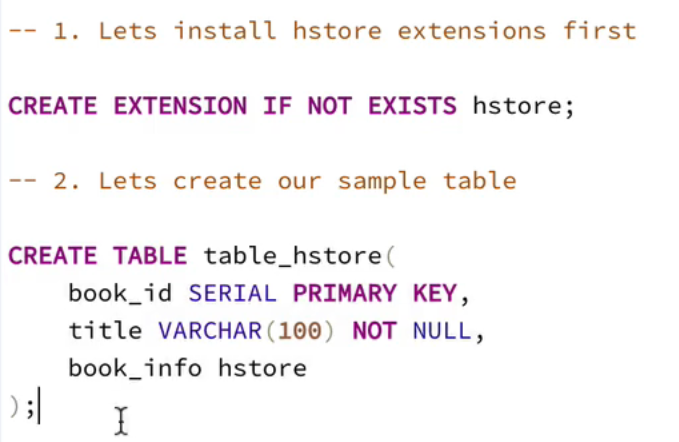 -- 1. Lets install hstore extensions first
CREATE EXTENSION IF NOT EXISTS hstore;
-- 2. Lets create our sample table
CREATE TABLE table_hstore(
    book_id SERIAL PRIMARY KEY,
    title VARCHAR(100) NOT NULL,
    book_info hstore
);